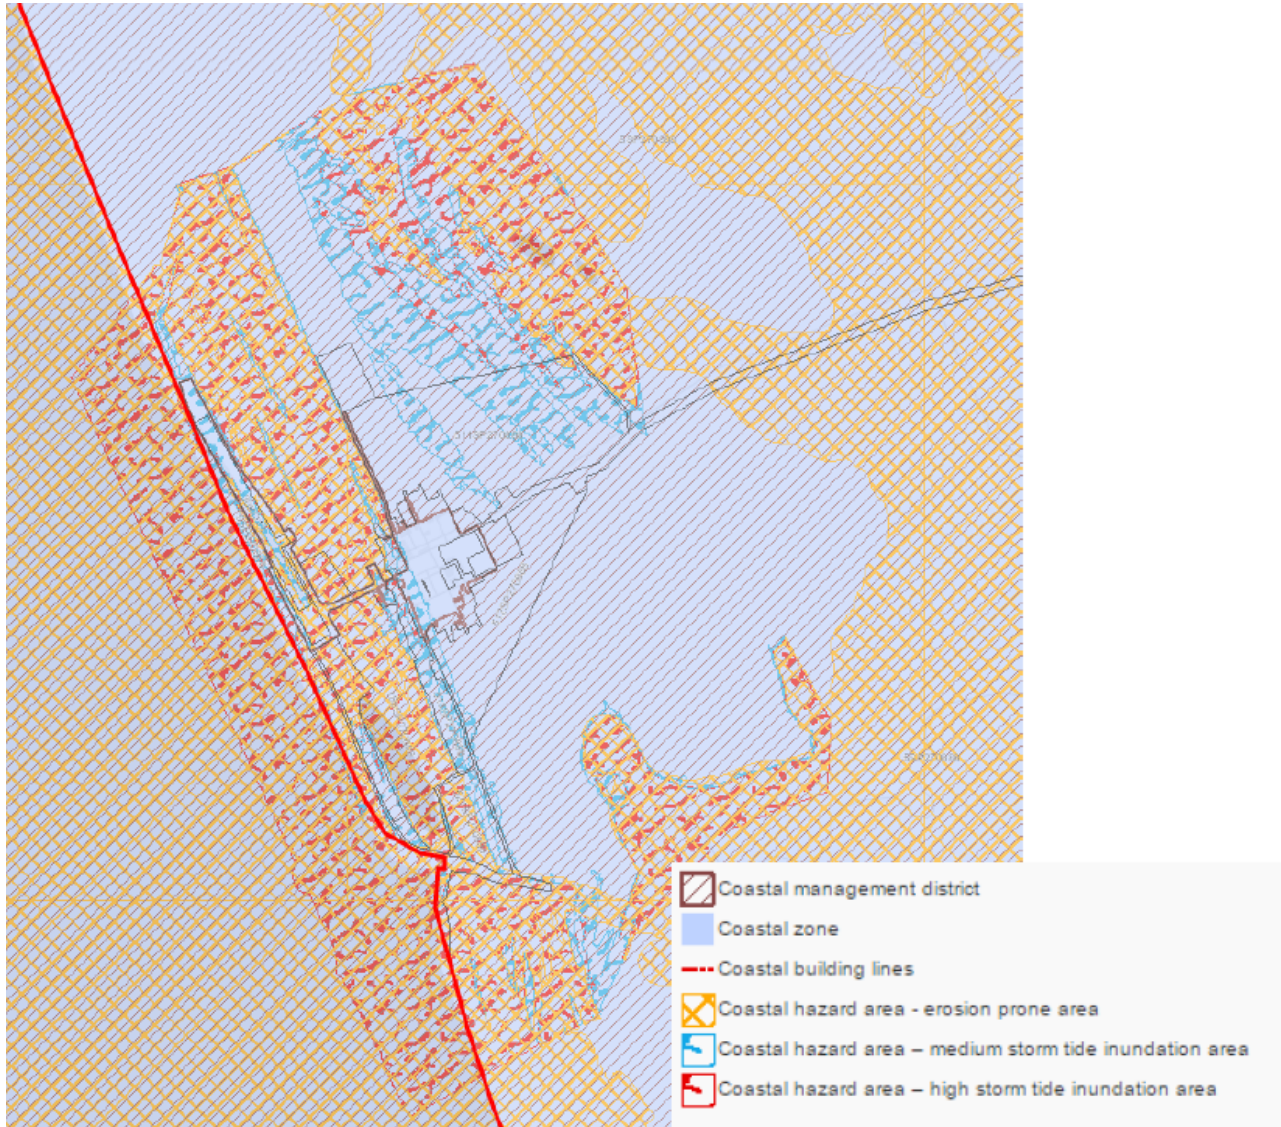 Coastal management district
Coastal zone
Coastal building lines
Coastal hazard area - erosion prone area
Coastal hazard area – medium storm tide inundation area
Coastal hazard area – high storm tide inundation area